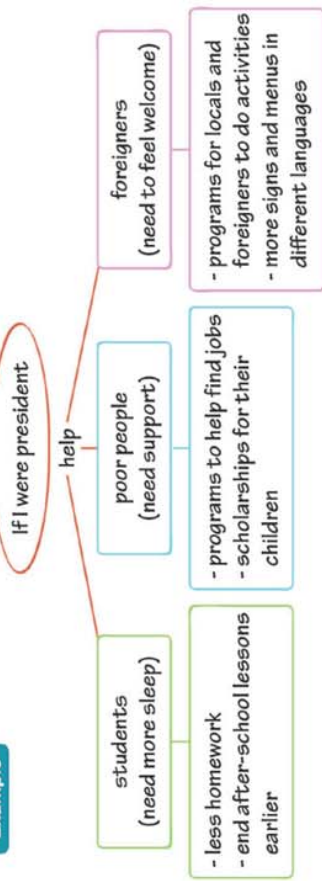 If I were president
help
students
(need more sleep)
- less homework
- end after-school lessons
earlier
poor people
(need support)
- programs to help find jobs
- scholarships for their
children
foreigners
(need to feel welcome)
- programs for locals and
foreigners to do activities
- more signs and menus in
different languages